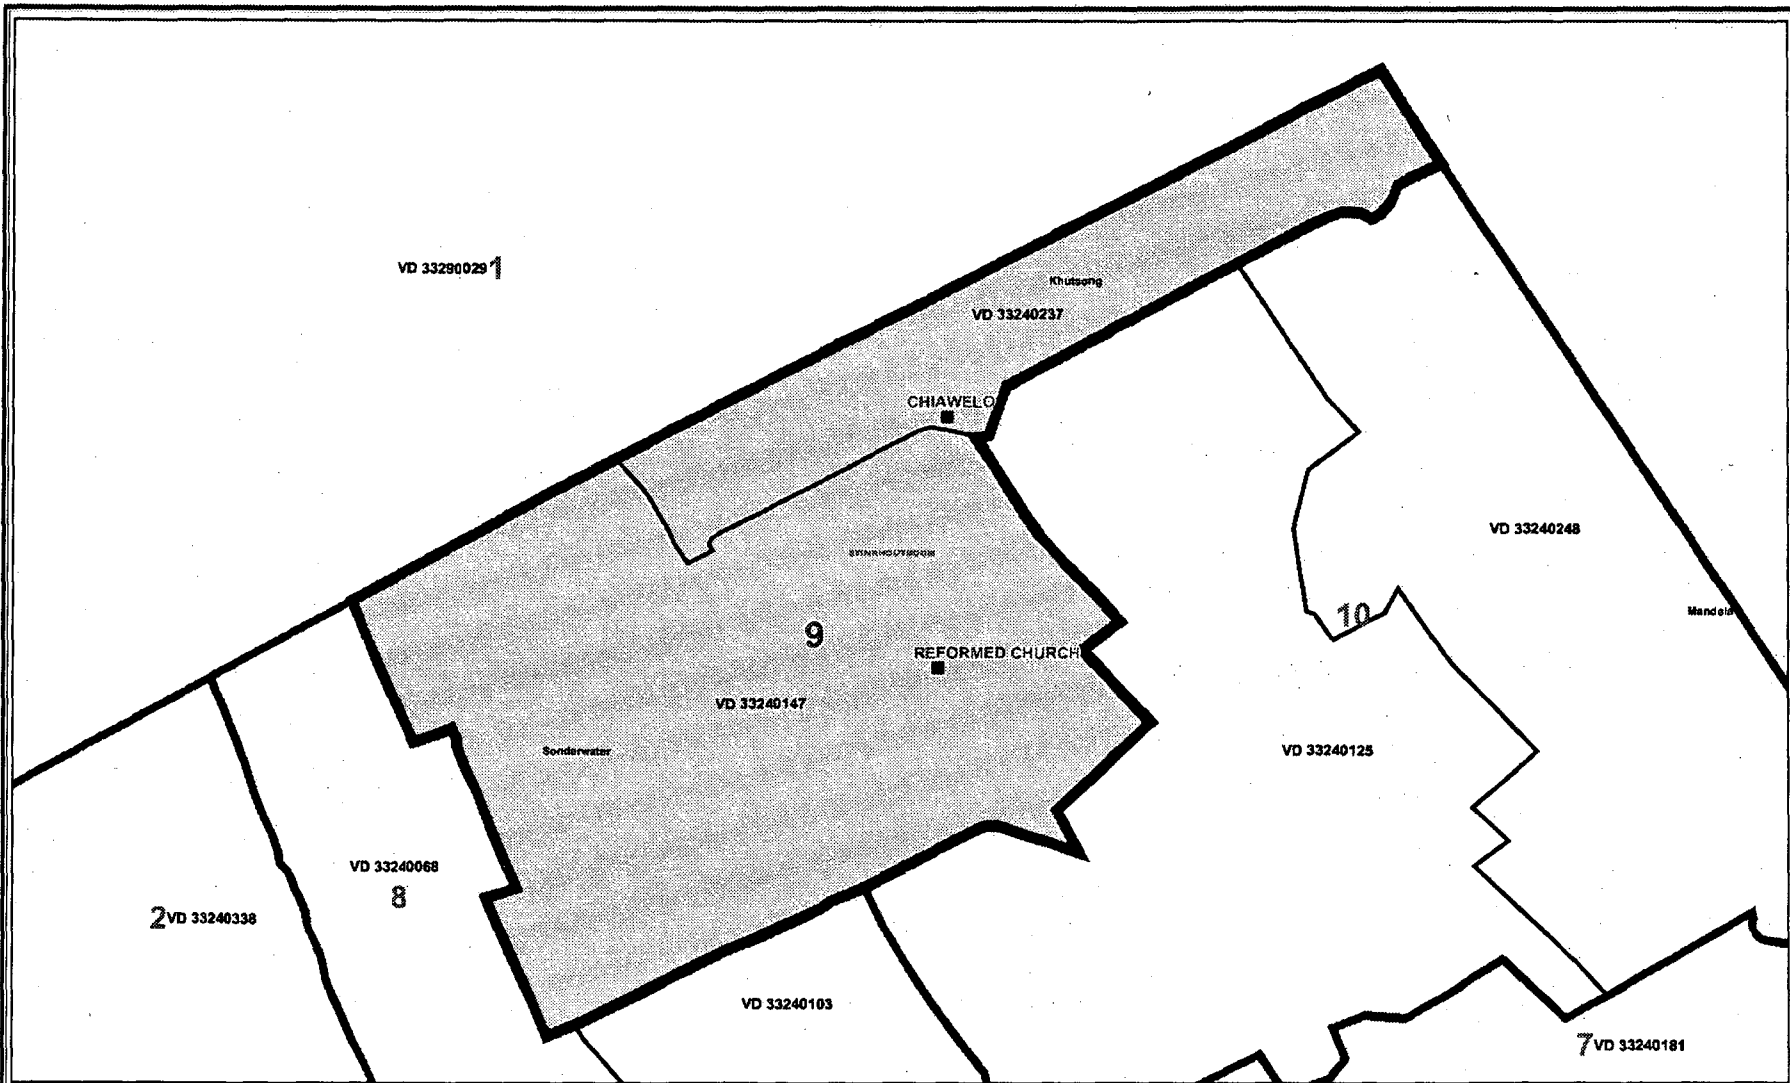 VD 33290029 1
Khutsong
VD 33240237
CHIAWELO
VD 33240248
10
Mandela
9
REFORMED CHURCH
VD 33240147
Sonderwater
VD 33240125
VD 33240068
8
2 VD 33240338
VD 33240103
7 VD 33240181